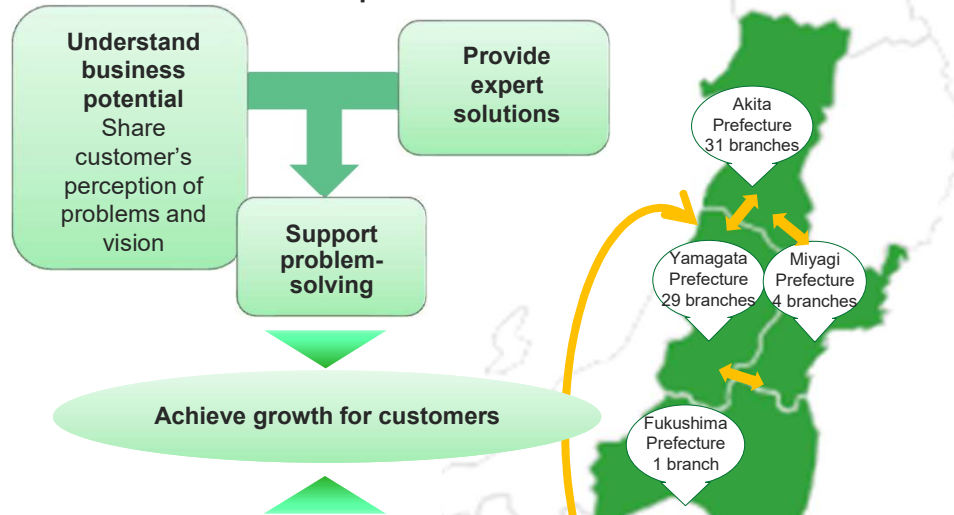 Understand
business
potential
Share
customer's
perception of
problems and
vision
Provide
expert
solutions
Support
problem-
solving
Achieve growth for customers
Akita
Prefecture
31 branches
Yamagata
Prefecture
29 branches
Miyagi
Prefecture
4 branches
Fukushima
Prefecture
1 branch